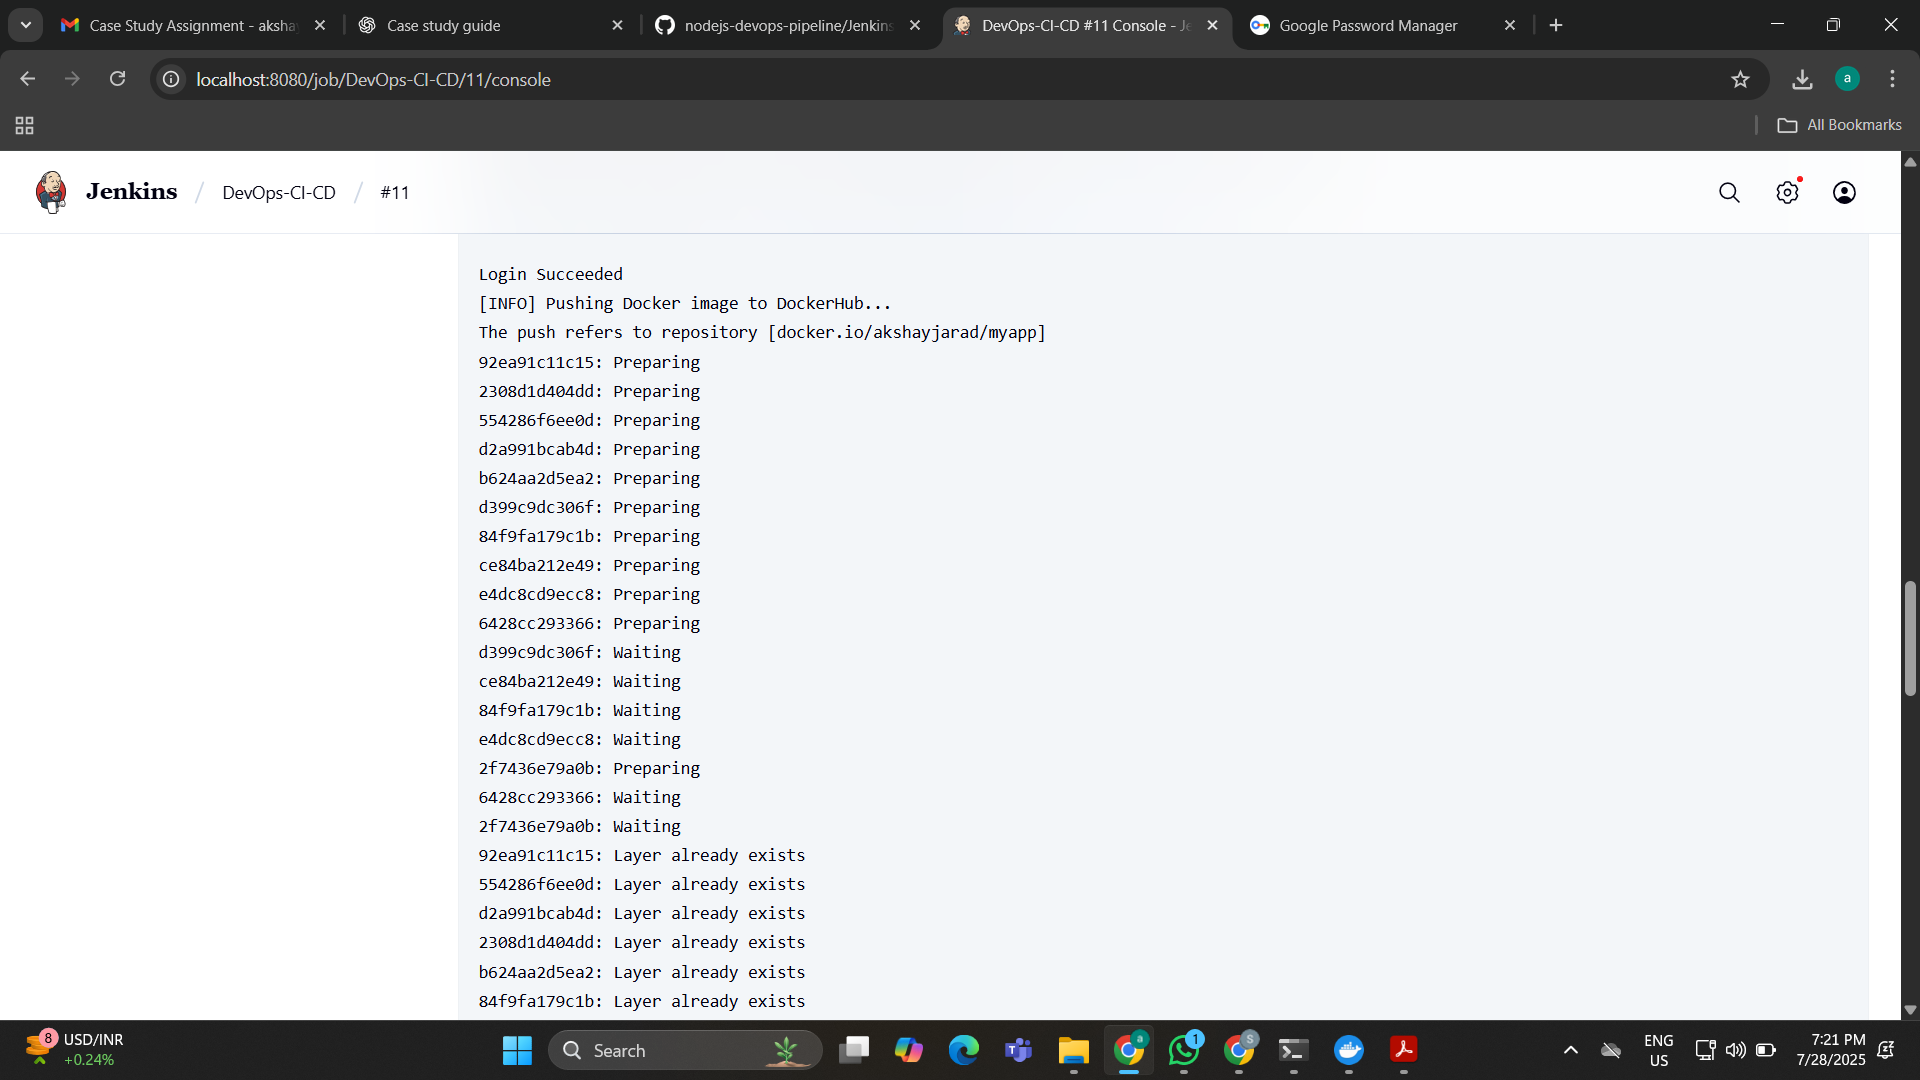 Case Study Assignment - aksha
Case study guide
nodejs-devops-pipeline/Jenkins
DevOps-CI-CD #11 Console - Je
Google Password Manager
localhost:8080/job/DevOps-CI-CD/11/console
a
All Bookmarks
Jenkins / DevOps-CI-CD / #11
Login Succeeded
[INFO] Pushing Docker image to DockerHub...
The push refers to repository [docker.io/akshayjarad/myapp]
92ea91c11c15: Preparing
2308d1d404dd: Preparing
554286f6ee0d: Preparing
d2a991bcab4d: Preparing
b624aa2d5ea2: Preparing
d399c9dc306f: Preparing
84f9fa179c1b: Preparing
ce84ba212e49: Preparing
e4dc8cd9ecc8: Preparing
6428cc293366: Preparing
d399c9dc306f: Waiting
ce84ba212e49: Waiting
84f9fa179c1b: Waiting
e4dc8cd9ecc8: Waiting
2f7436e79a0b: Preparing
6428cc293366: Waiting
2f7436e79a0b: Waiting
92ea91c11c15: Layer already exists
554286f6ee0d: Layer already exists
d2a991bcab4d: Layer already exists
2308d1d404dd: Layer already exists
b624aa2d5ea2: Layer already exists
84f9fa179c1b: Layer already exists
8
USD/INR
+0.24%
Search
a
1
S
ENG
US
7:21 PM
7/28/2025